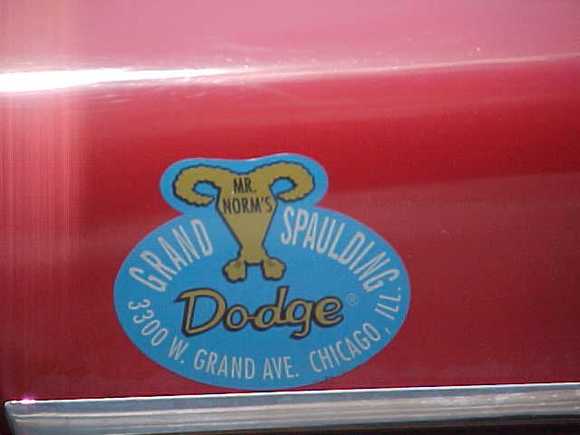 MR.
NORM'S
GRAND SPAULDING
Dodge®
3300 W. GRAND AVE. CHICAGO, ILL.